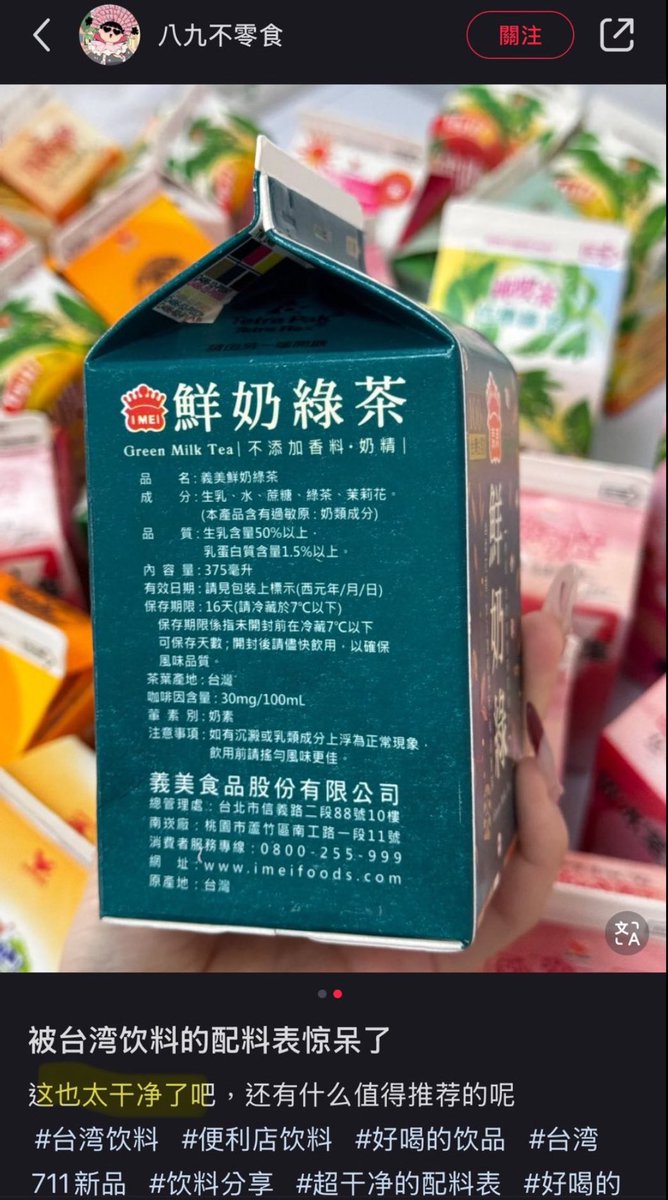 八九不零食
關注
IMEI
鮮奶綠茶
Green Milk Tea|不添加香料·奶精|
品 名:義美鮮奶綠茶
成 分:生乳、水、蔗糖、綠茶、茉莉花。
(本產品含有過敏原:奶類成分)
品 質:生乳含量50%以上,
乳蛋白質含量1.5%以上。
內 容 量:375毫升
有效日期:請見包裝上標示(西元年/月/日)
保存期限:16天(請冷藏於7℃以下)
保存期限係指未開封前在冷藏7℃以下
可保存天數;開封後請儘快飲用,以確保
風味品質。
茶葉產地:台灣
咖啡因含量:30mg/100mL
葷 素 別:奶素
注意事項:如有沉澱或乳類成分上浮為正常現象,
飲用前請搖勻風味更佳。
義美食品股份有限公司
總管理處:台北市信義路二段88號10樓
南崁廠:桃園市蘆竹區南工路一段11號
消費者服務專線:0800-255-999
網 址:www.imeifoods.com
原產地:台灣
鮮奶綠
文A
被台湾饮料的配料表惊呆了
这也太干净了吧,还有什么值得推荐的呢
#台湾饮料 #便利店饮料 #好喝的饮品 #台湾
711新品 #饮料分享 #超干净的配料表 #好喝的